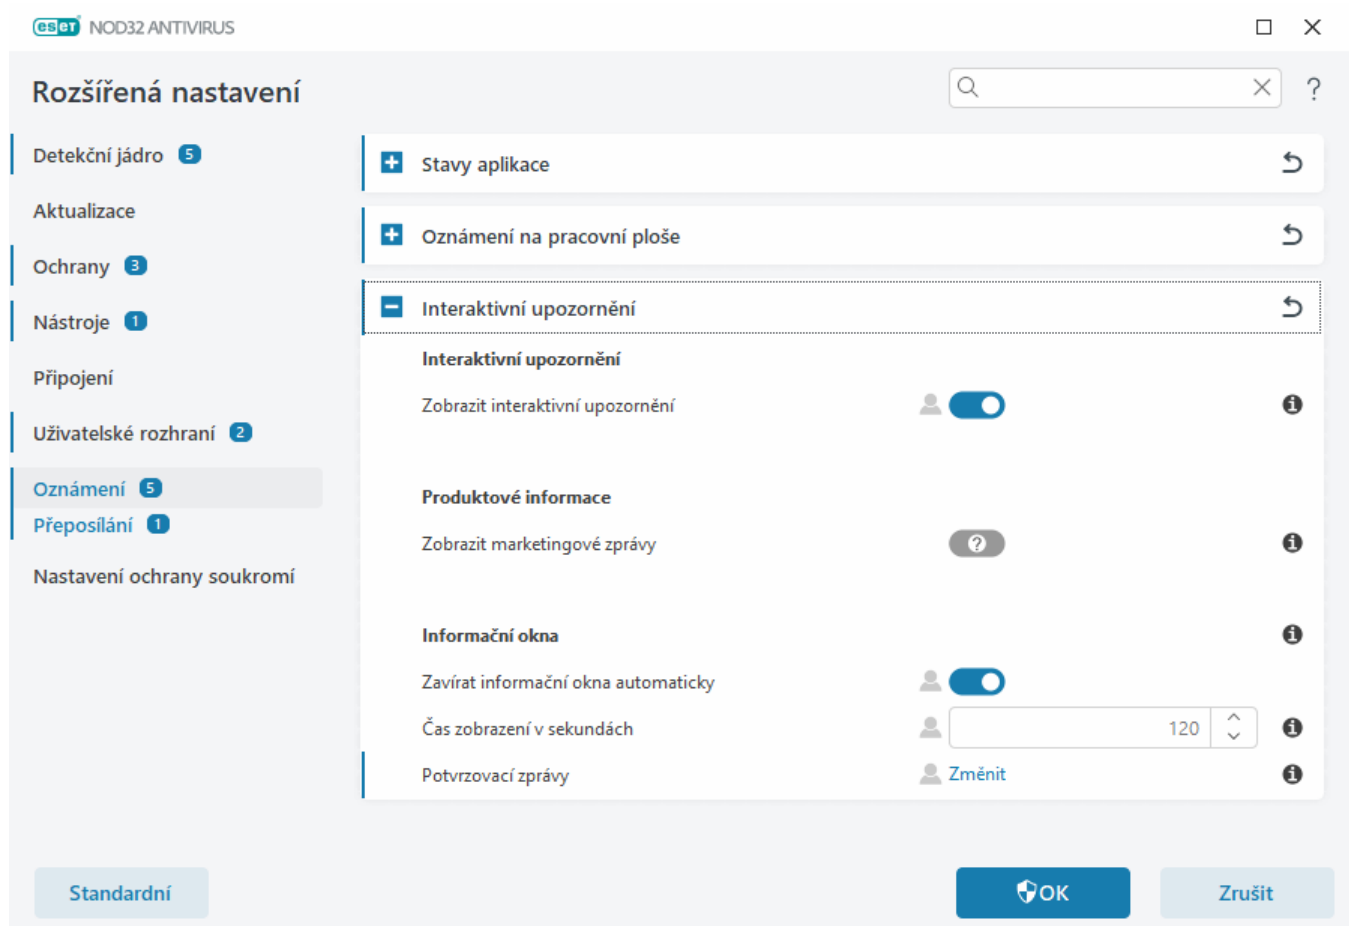 eset NOD32 ANTIVIRUS
Rozšířená nastavení
?
Detekční jádro 5
Aktualizace
Ochrany 3
Nástroje 1
Připojení
Uživatelské rozhraní 2
Oznámení 5
Přeposílání 1
Nastavení ochrany soukromí
Stavy aplikace
Oznámení na pracovní ploše
Interaktivní upozornění
Interaktivní upozornění
Zobrazit interaktivní upozornění
Produktové informace
Zobrazit marketingové zprávy ?
Informační okna
Zavírat informační okna automaticky
Čas zobrazení v sekundách 120
Potvrzovací zprávy Změnit
Standardní
OK
Zrušit